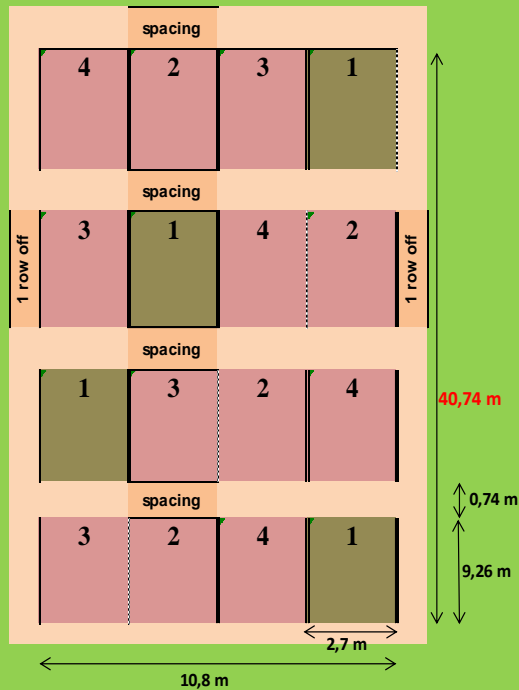 spacing
4 2 3 1
spacing
1 row off
3 1 4 2
1 row off
spacing
1 3 2 4
40,74 m
spacing
0,74 m
3 2 4 1
9,26 m
2,7 m
10,8 m